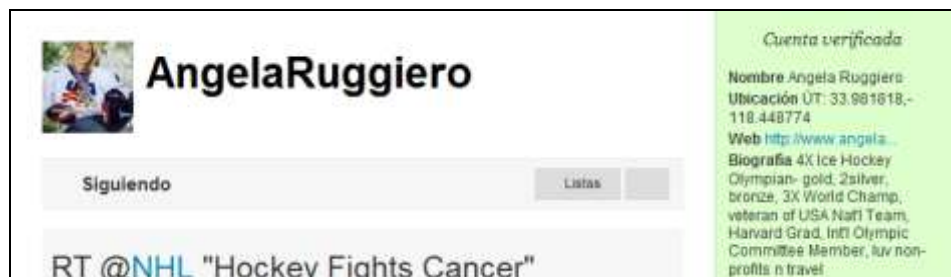 AngelaRuggiero
Siguiendo
Listas
RT @NHL "Hockey Fights Cancer"
Cuenta verificada
Nombre Angela Ruggiero
Ubicación ÜT: 33.981618,-
118.448774
Web http://www.angela...
Biografía 4X Ice Hockey
Olympian- gold, 2silver,
bronze, 3X World Champ,
veteran of USA Nat'l Team,
Harvard Grad, Int'l Olympic
Committee Member, luv non-
profits n travel